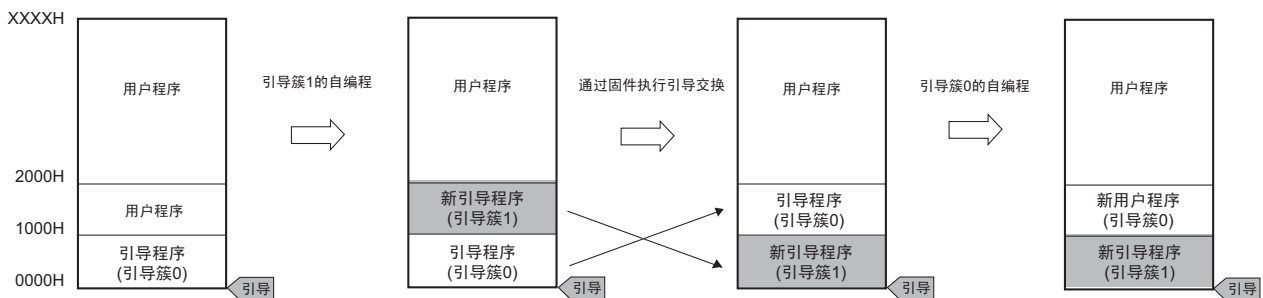 XXXXH
2000H
1000H
0000H
用户程序
用户程序
引导程序
(引导簇0)
引导
引导簇1的自编程
用户程序
新引导程序
(引导簇1)
引导程序
(引导簇0)
引导
通过固件执行引导交换
用户程序
引导程序
(引导簇0)
新引导程序
(引导簇1)
引导
引导簇0的自编程
用户程序
新用户程序
(引导簇0)
新引导程序
(引导簇1)
引导